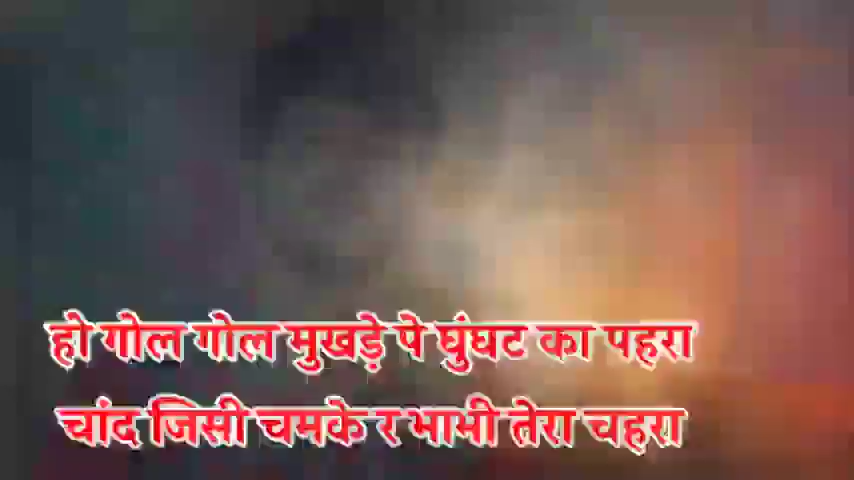 हो गोल गोल मुखड़े पे घुंघट का पहरा
चांद जिसी चमके र भाभी तेरा चहरा